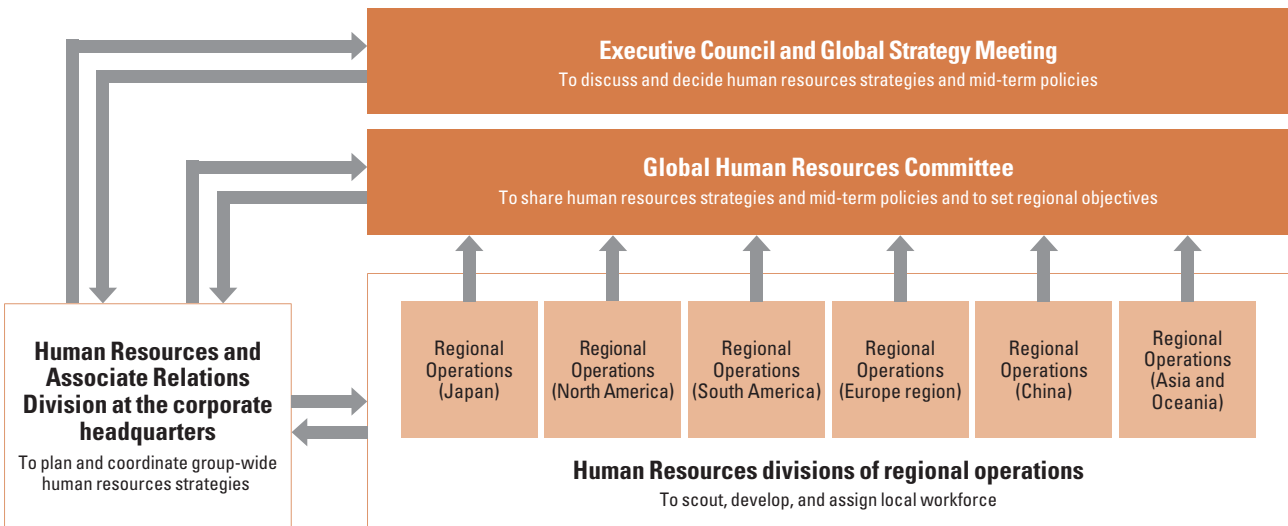 Executive Council and Global Strategy Meeting
To discuss and decide human resources strategies and mid-term policies
Global Human Resources Committee
To share human resources strategies and mid-term policies and to set regional objectives
Human Resources and
Associate Relations
Division at the corporate
headquarters
To plan and coordinate group-wide
human resources strategies
Regional
Operations
(Japan)
Regional
Operations
(North America)
Regional
Operations
(South America)
Regional
Operations
(Europe region)
Regional
Operations
(China)
Regional
Operations
(Asia and
Oceania)
Human Resources divisions of regional operations
To scout, develop, and assign local workforce